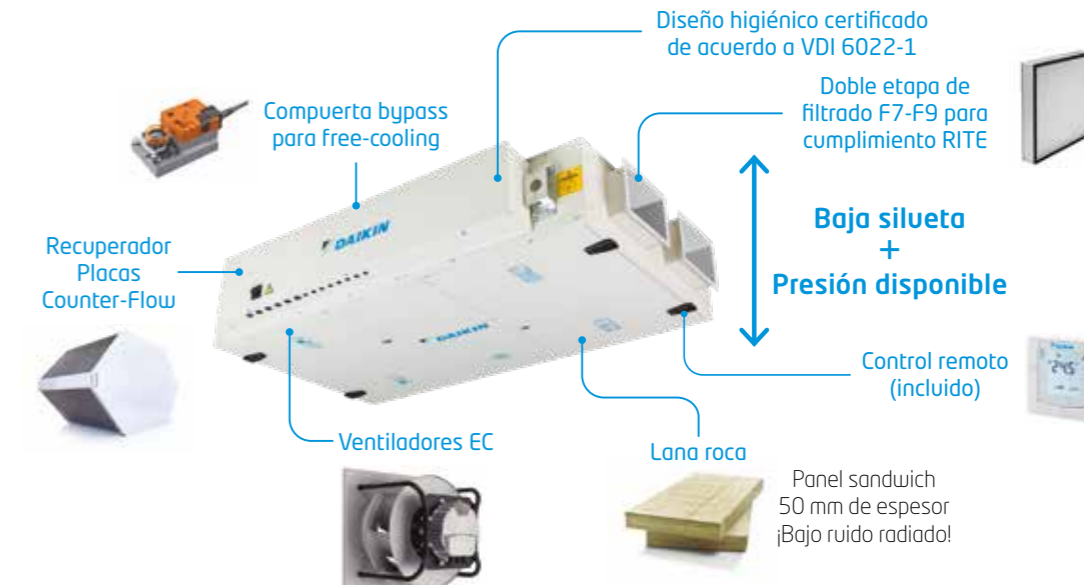 Diseño higiénico certificado
de acuerdo a VDI 6022-1
Compuerta bypass
para free-cooling
Doble etapa de
filtrado F7-F9 para
cumplimiento RITE
DAIKIN
Baja silueta
+
Presión disponible
Recuperador
Placas
Counter-Flow
DAIKIN
Control remoto
(incluido)
245
Ventiladores EC
Lana roca
Panel sandwich
50 mm de espesor
¡Bajo ruido radiado!